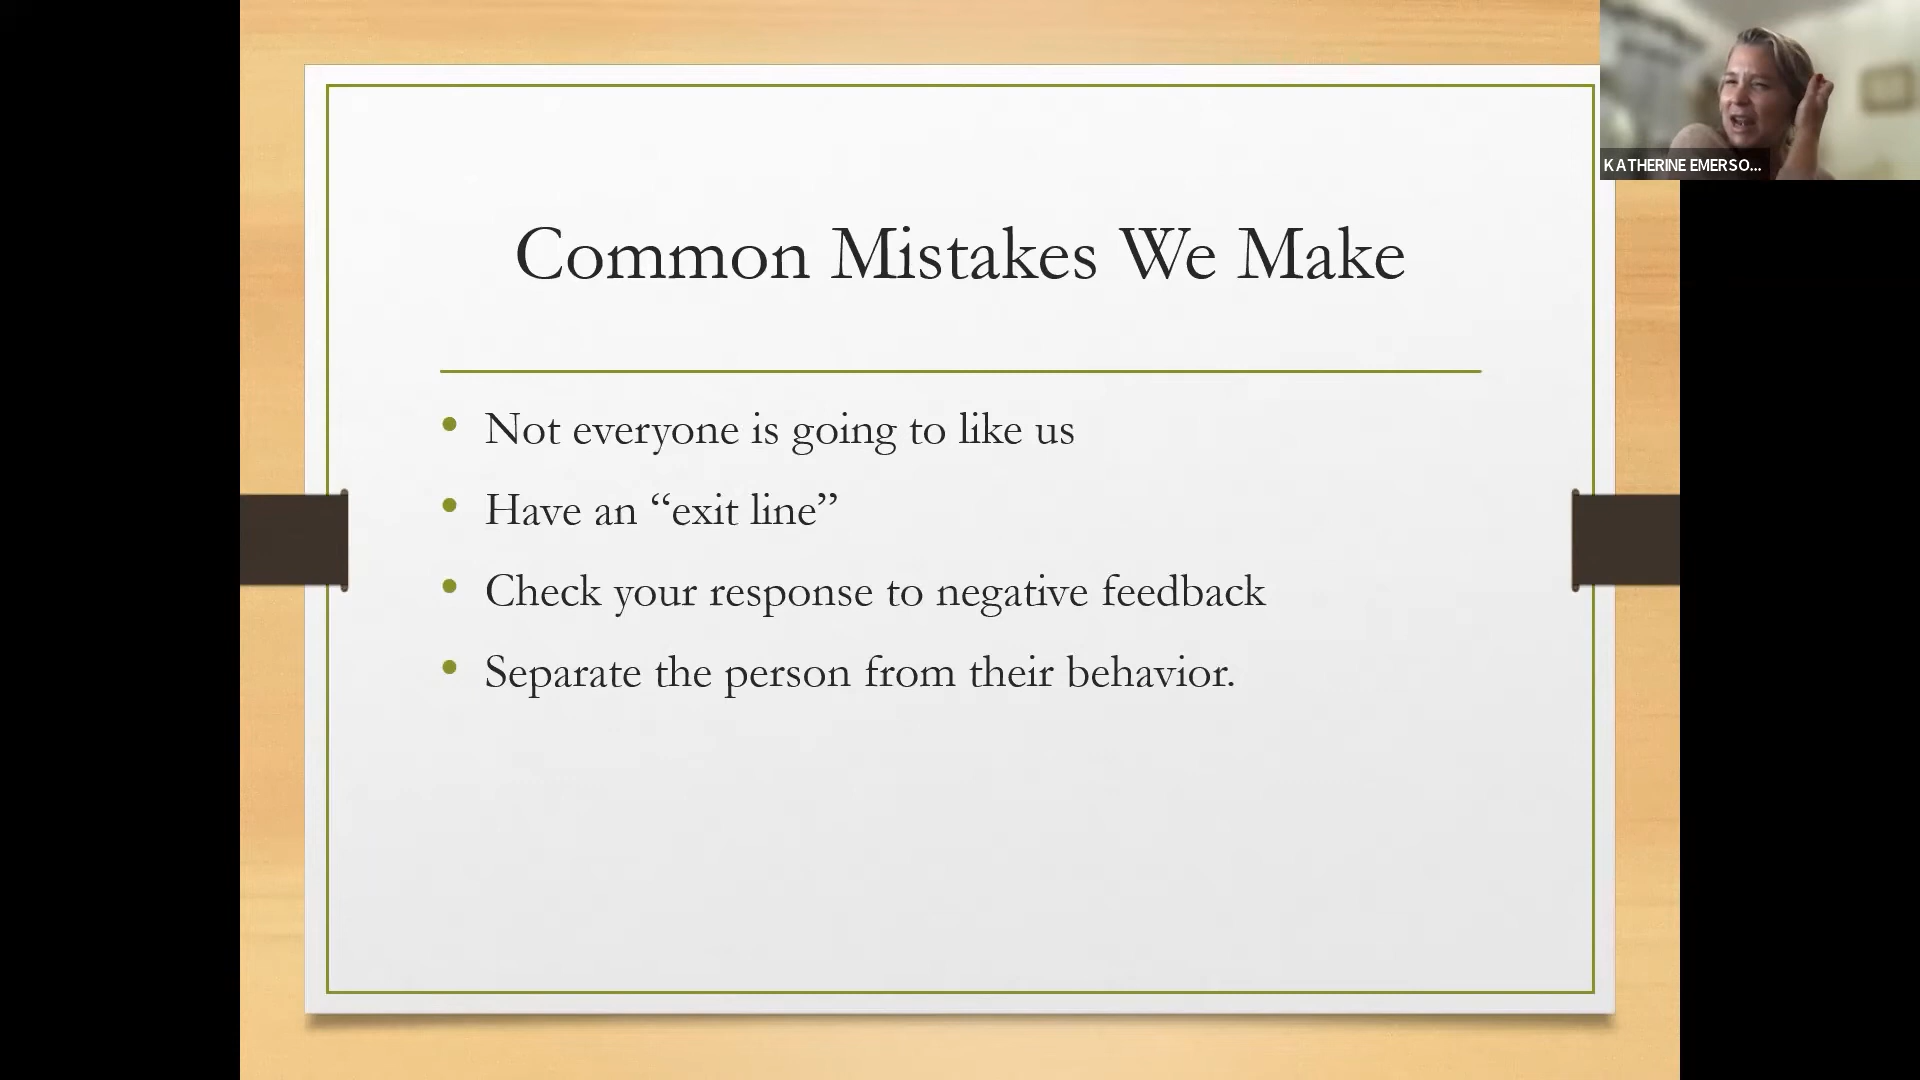 KATHERINE EMERSO...
Common Mistakes We Make
• Not everyone is going to like us
• Have an “exit line”
• Check your response to negative feedback
• Separate the person from their behavior.